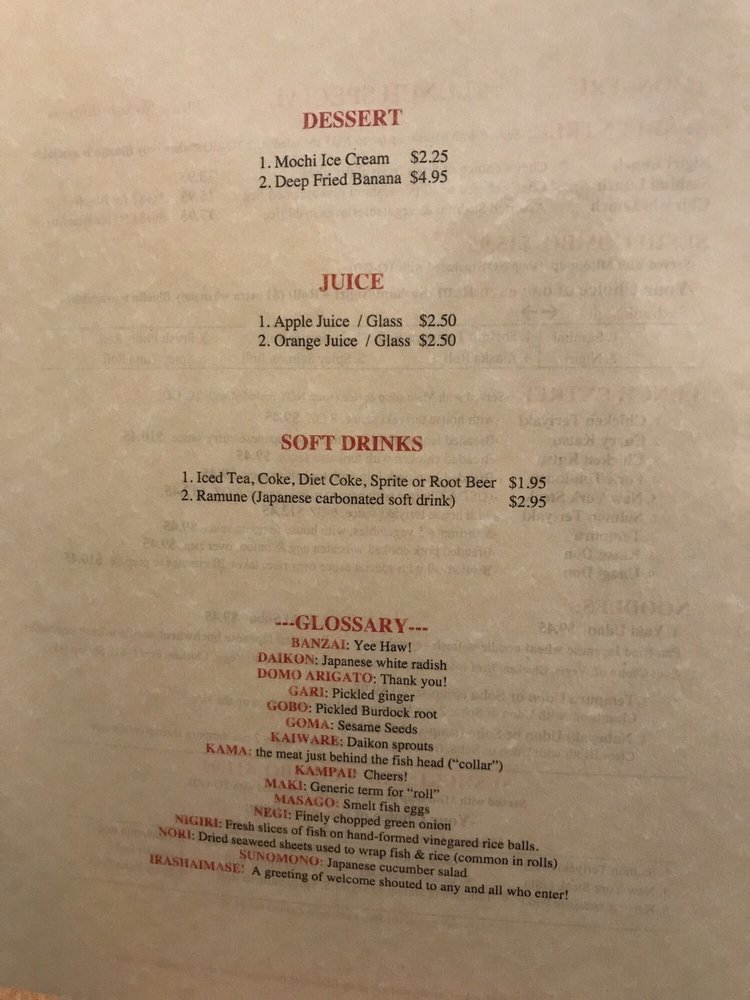 DESSERT
1. Mochi Ice Cream $2.25
2. Deep Fried Banana $4.95
JUICE
1. Apple Juice / Glass $2.50
2. Orange Juice / Glass $2.50
SOFT DRINKS
1. Iced Tea, Coke, Diet Coke, Sprite or Root Beer $1.95
2. Ramune (Japanese carbonated soft drink) $2.95
---GLOSSARY---
BANZAI: Yee Haw!
DAIKON: Japanese white radish
DOMO ARIGATO: Thank you!
GARI: Pickled ginger
GOBO: Pickled Burdock root
GOMA: Sesame Seeds
KAIWARE: Daikon sprouts
KAMA: the meat just behind the fish head ("collar")
KAMPAI! Cheers!
MAKI: Generic term for "roll"
MASAGO: Smelt fish eggs
NEGI: Finely chopped green onion
NIGIRI: Fresh slices of fish on hand-formed vinegared rice balls.
NORI: Dried seaweed sheets used to wrap fish & rice (common in rolls)
SUNOMONO: Japanese cucumber salad
IRASHAIMASE! A greeting of welcome shouted to any and all who enter!